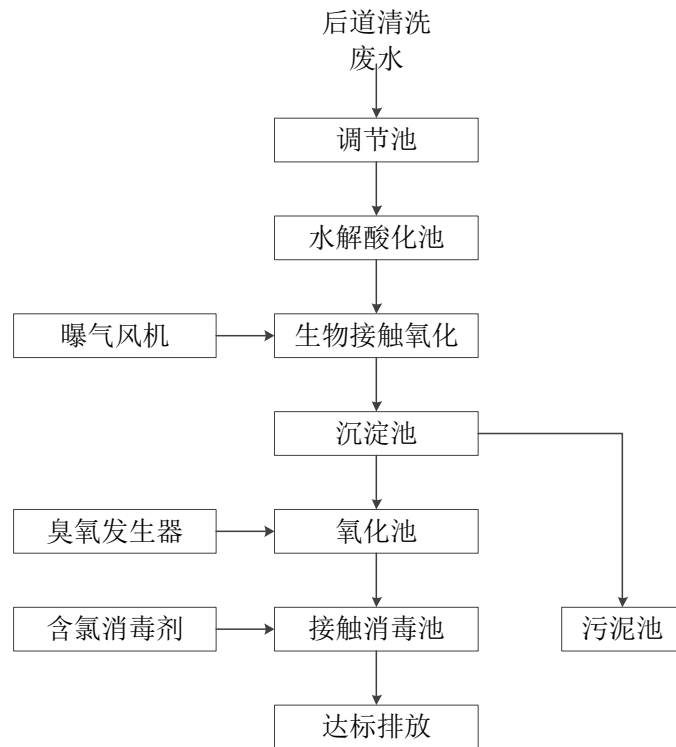 后道清洗
废水
调节池
水解酸化池
曝气风机
生物接触氧化
沉淀池
臭氧发生器
氧化池
含氯消毒剂
接触消毒池
污泥池
达标排放